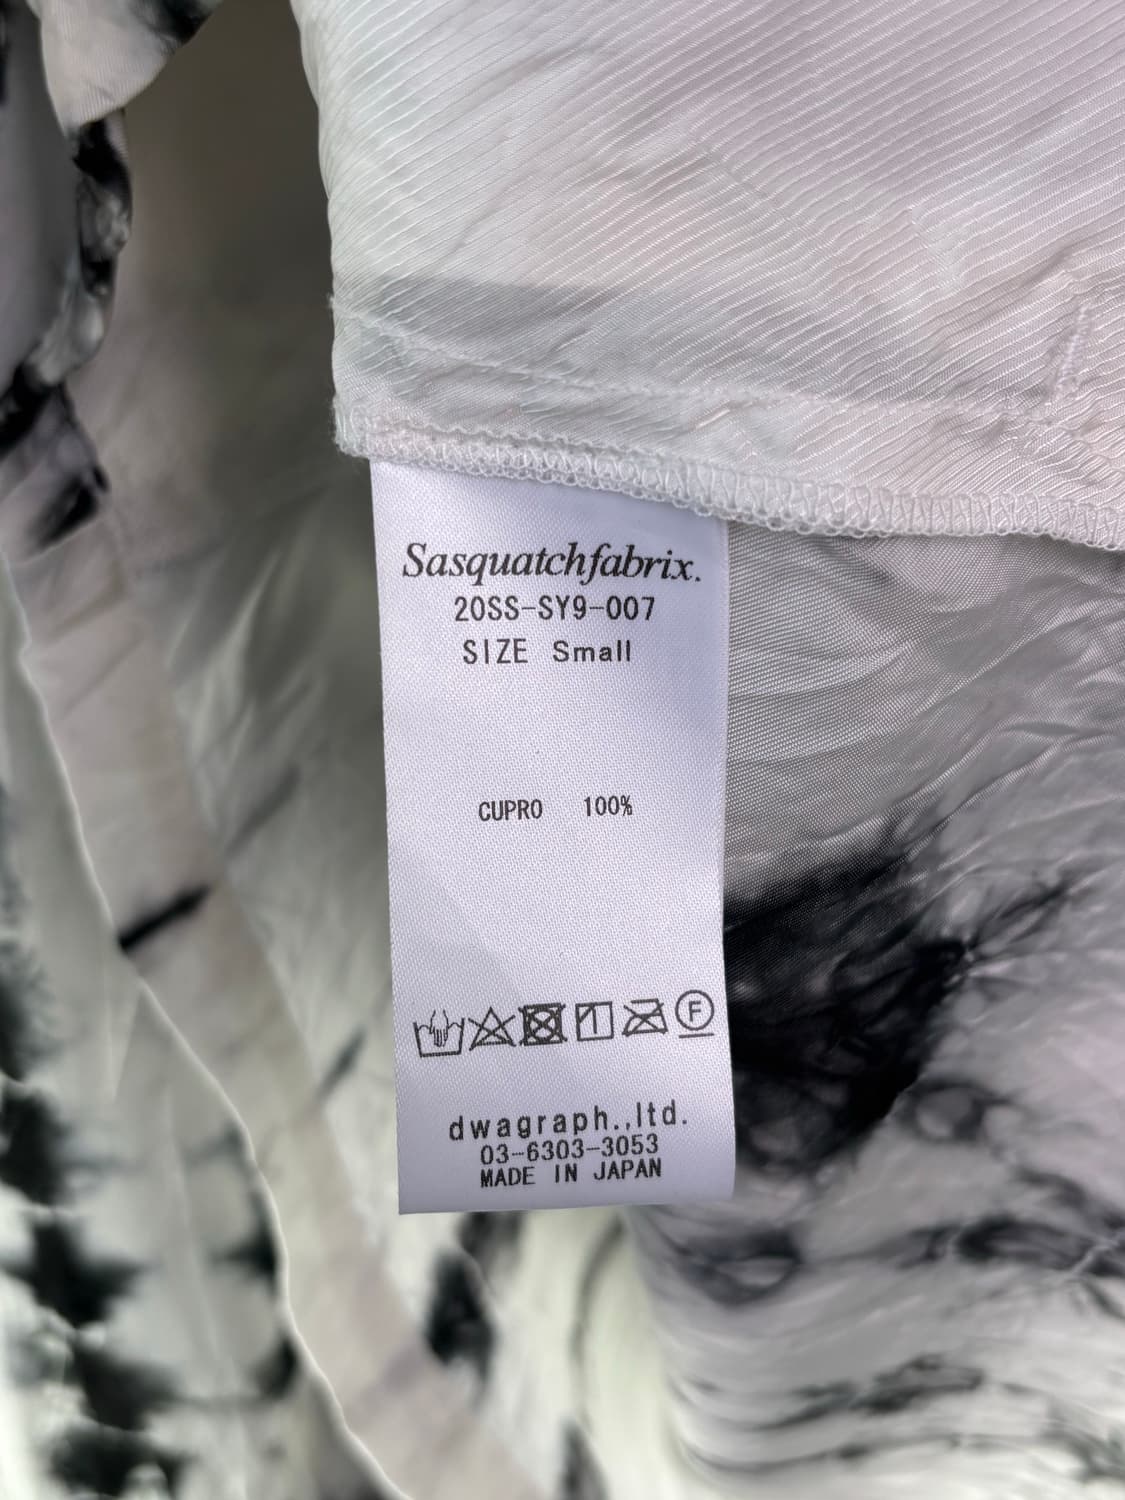 Sasquatchfabrix.
20SS-SY9-007
SIZE Small
CUPRO 100%
F
dwagraph.,ltd.
03-6303-3053
MADE IN JAPAN